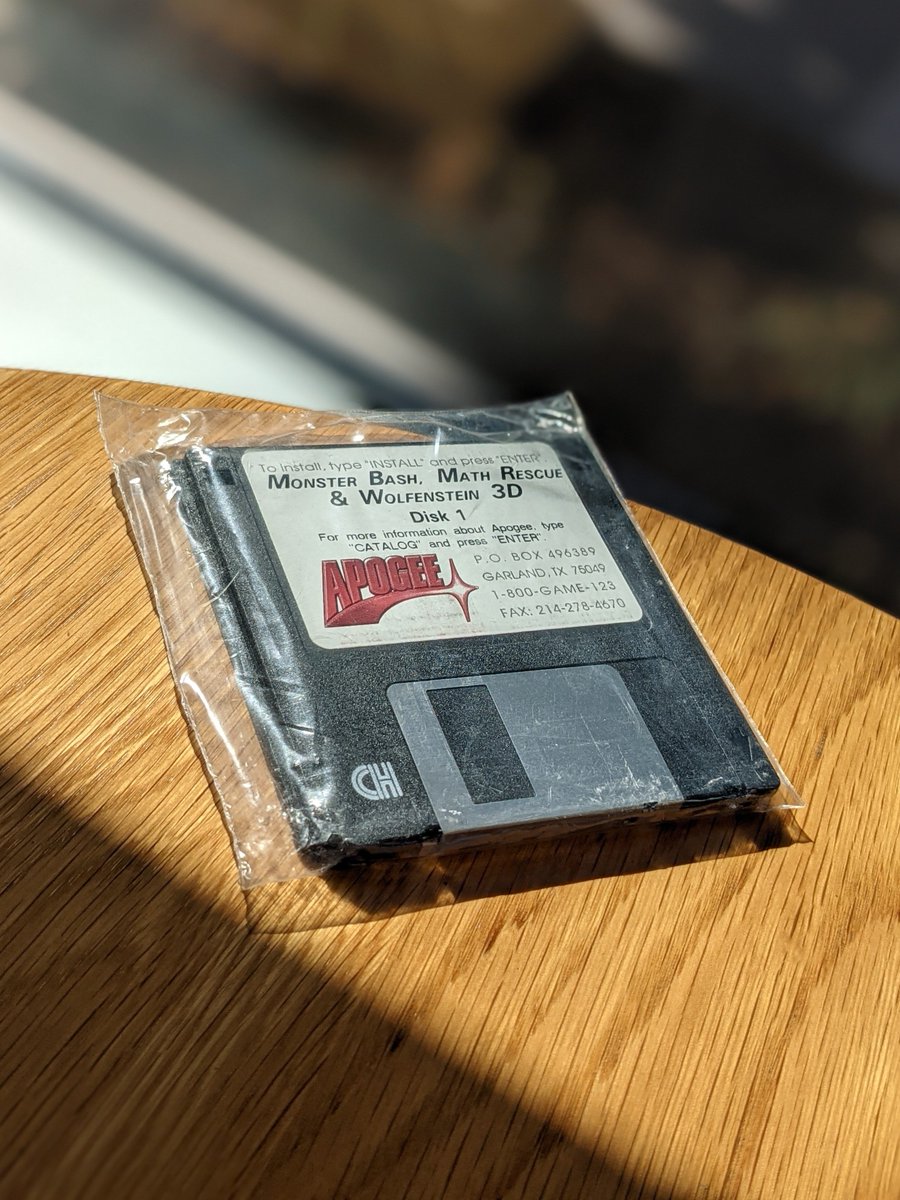 To install, type "INSTALL" and press "ENTER"
MONSTER BASH, MATH RESCUE
& WOLFENSTEIN 3D
Disk 1
For more information about Apogee, type
"CATALOG" and press "ENTER".
APOGEE
P.O. BOX 496389
GARLAND, TX 75049
1-800-GAME-123
FAX: 214-278-4670
CH